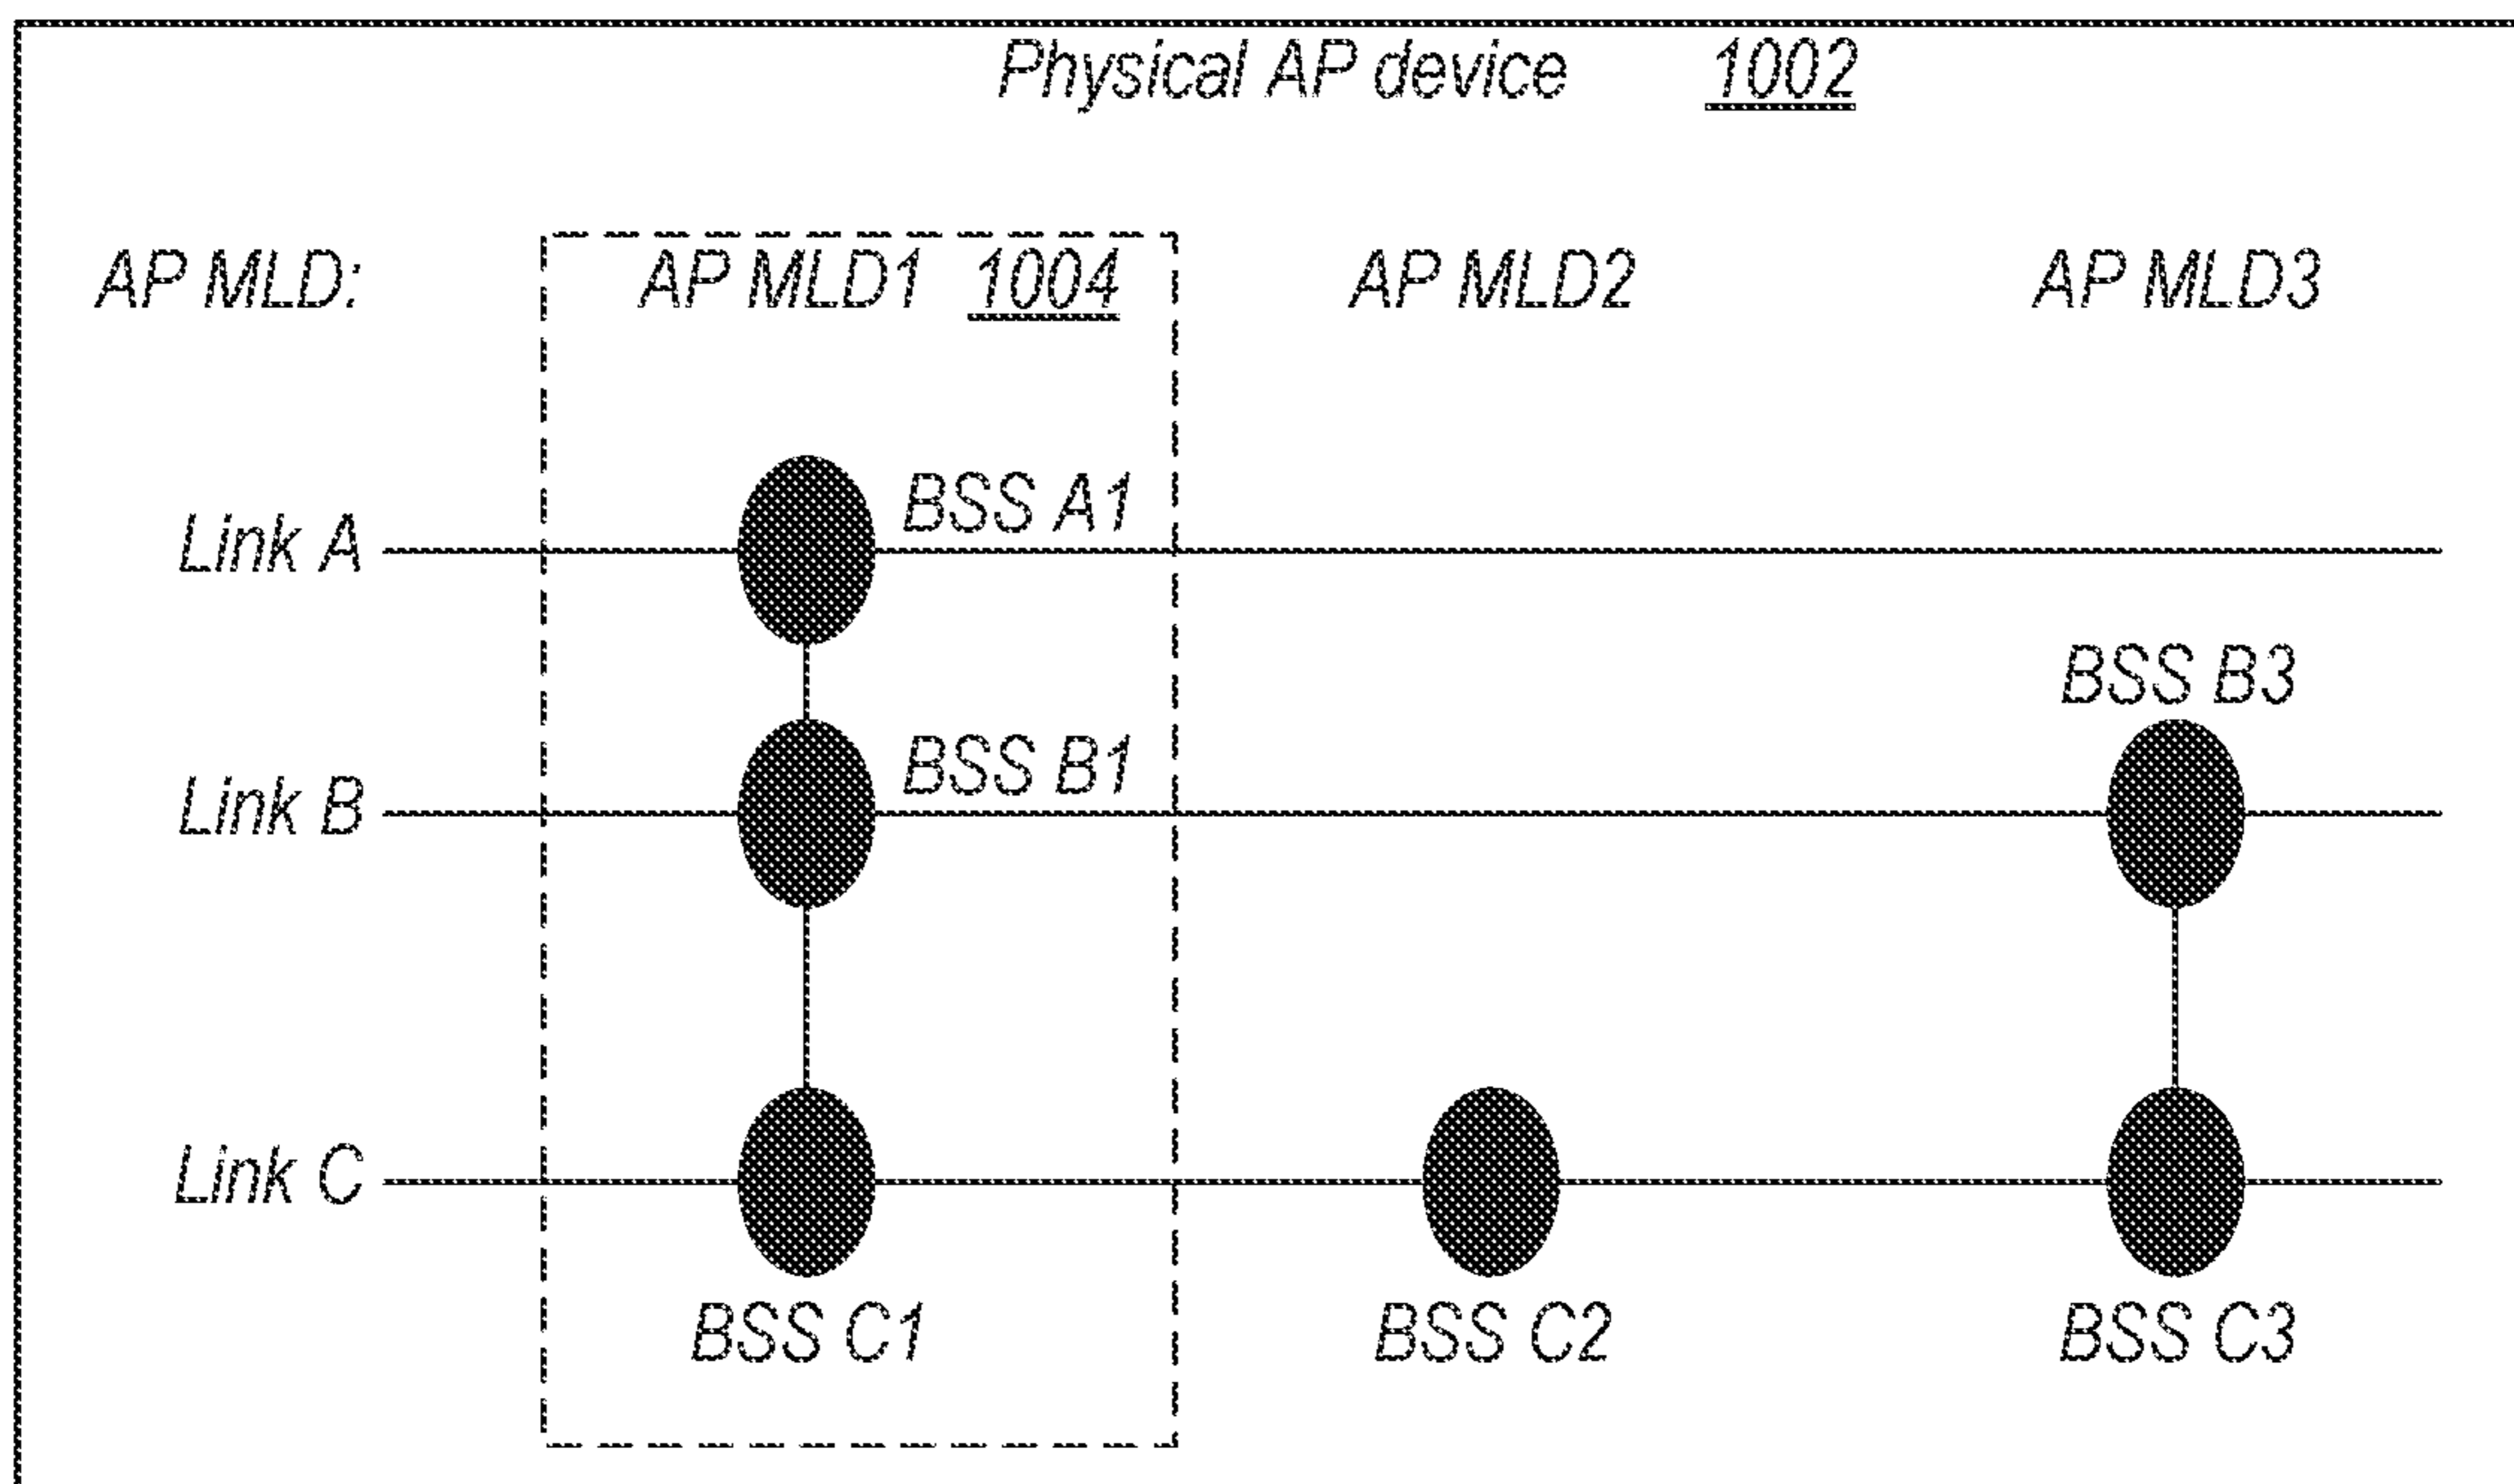 Physical AP device 1002
AP MLD: AP MLD1 1004 AP MLD2 AP MLD3
BSS A1
Link A
BSS B3
BSS B1
Link B
Link C
BSS C1 BSS C2 BSS C3